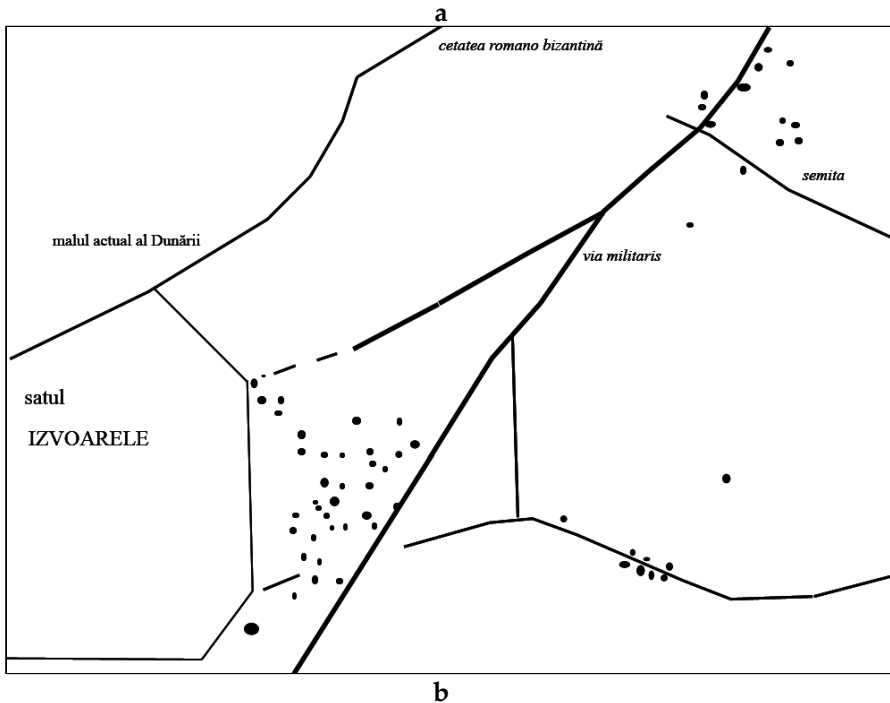 a
cetatea romano bizantină
semita
malul actual al Dunării
via militaris
satul
IZVOARELE
b